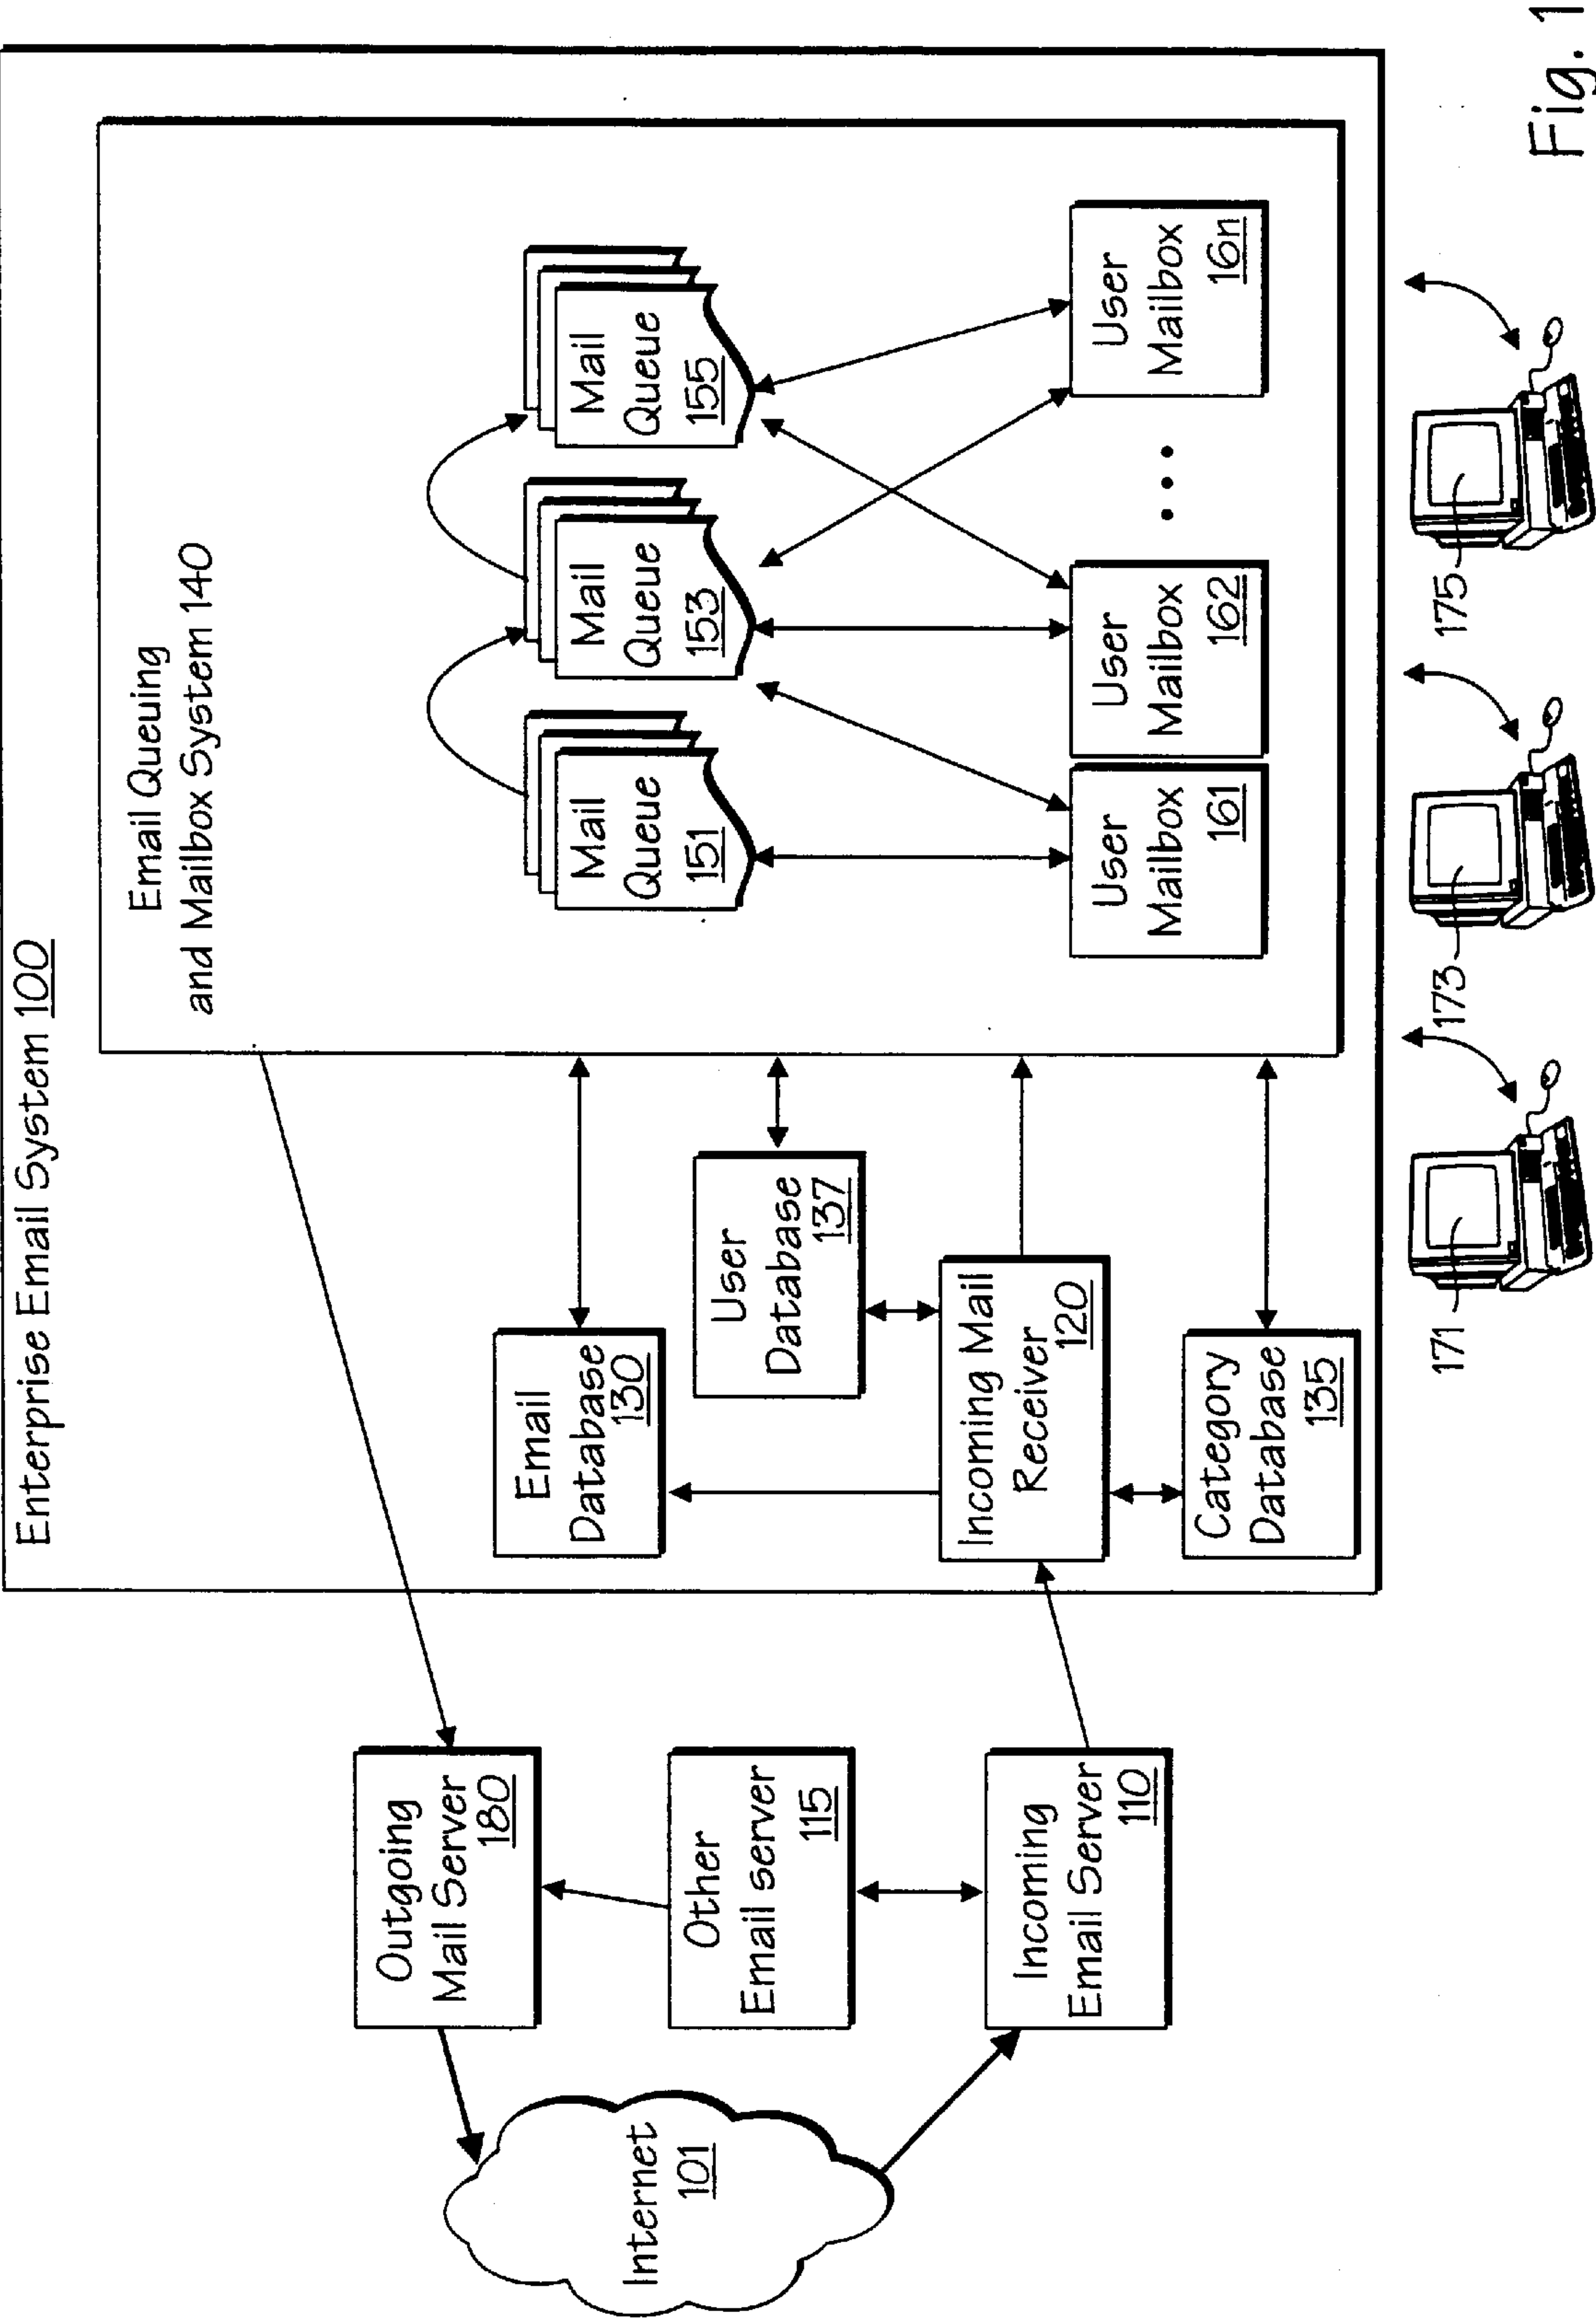 Enterprise Email System 100
Email Queuing
and Mailbox System 140
Mail
Queue
151
Mail
Queue
153
Mail
Queue
155
User
Mailbox
161
User
Mailbox
162
...
User
Mailbox
16n
Email
Database
130
User
Database
137
Incoming Mail
Receiver
120
Category
Database
135
Outgoing
Mail Server
180
Other
Email server
115
Incoming
Email Server
110
Internet
101
171
173
175
Fig. 1